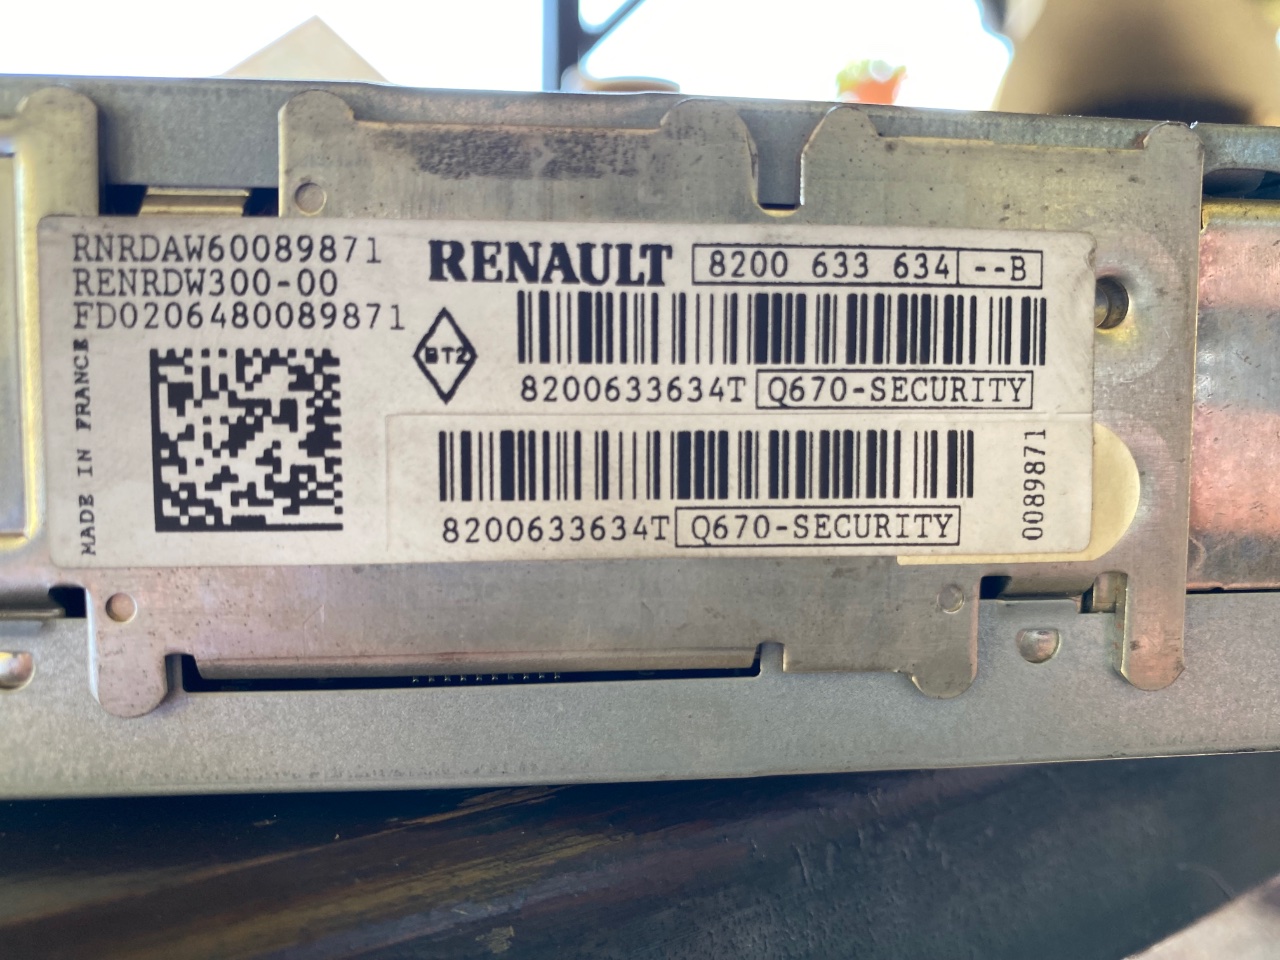 RNRDAW60089871
RENRDW300-00
FD0206480089871
MADE IN FRANCE
RENAULT
8200 633 634 --B
BT2
8200633634T Q670-SECURITY
8200633634T Q670-SECURITY
0089871